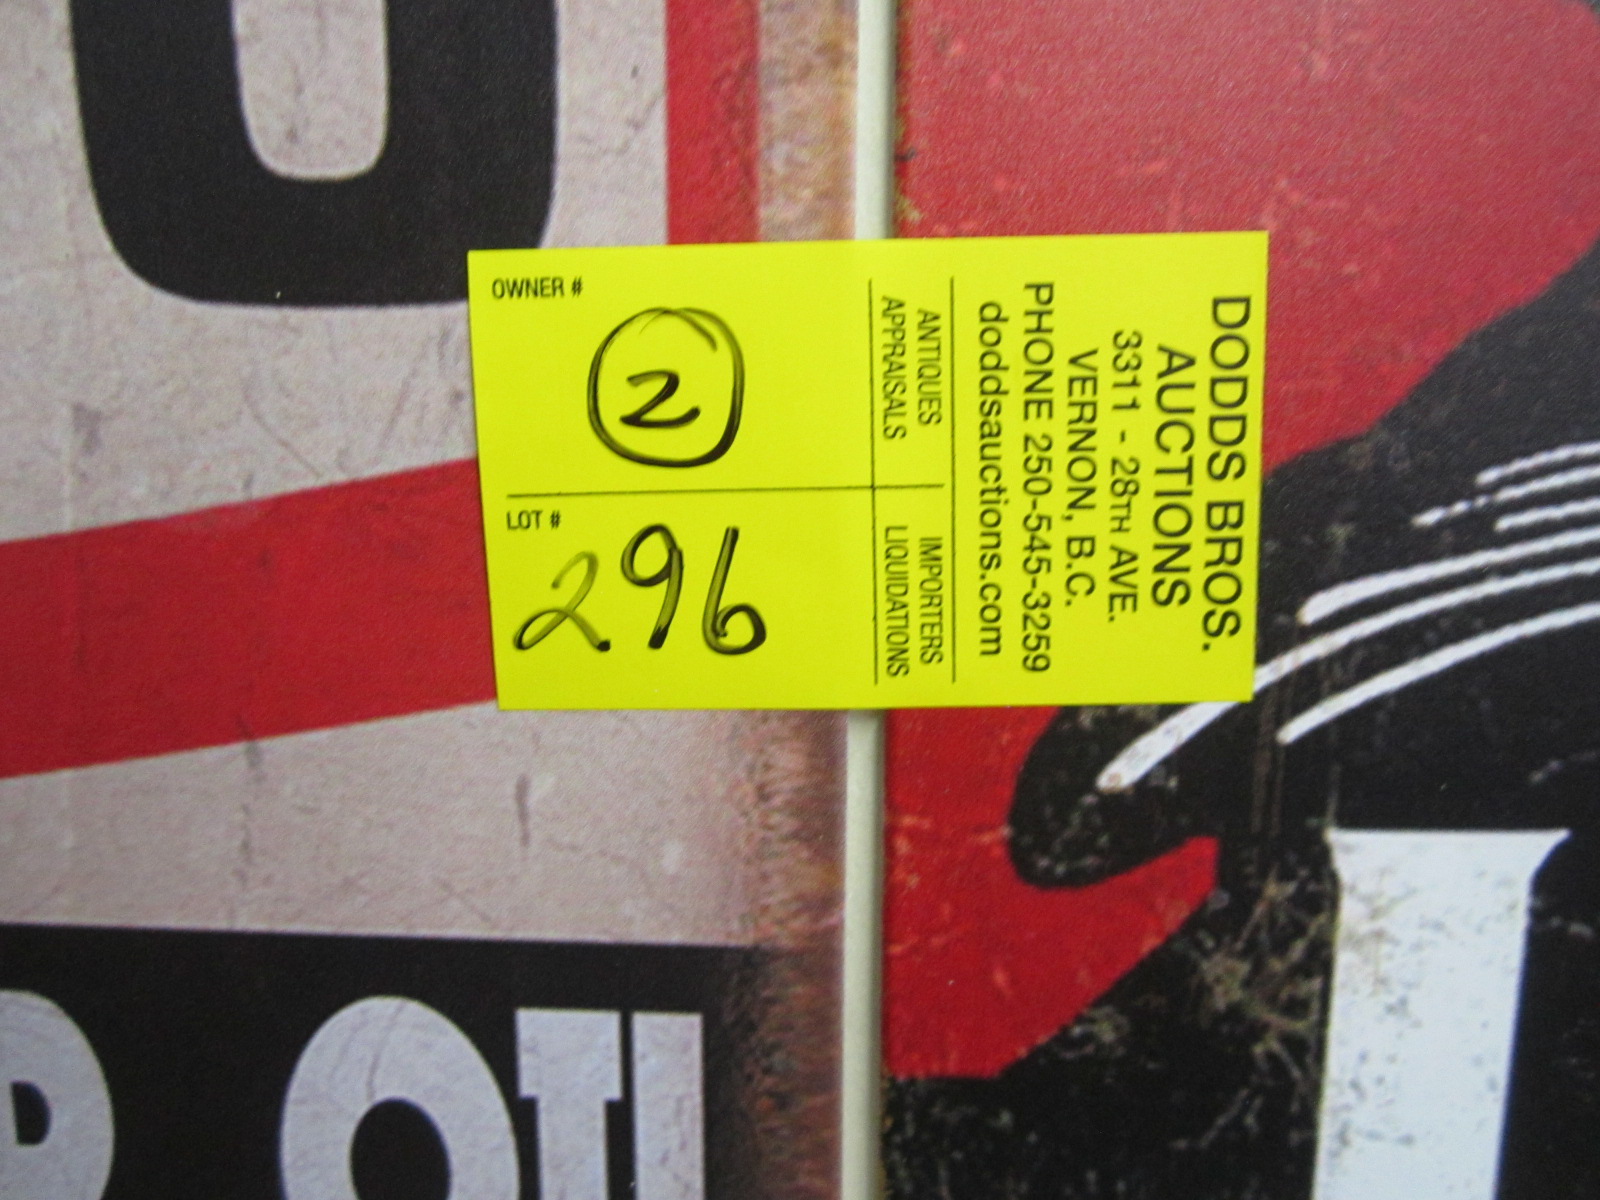 DODDS BROS.
AUCTIONS
3311 - 28TH AVE.
VERNON, B.C.
PHONE 250-545-3259
doddsauctions.com
ANTIQUES IMPORTERS
APPRAISALS LIQUIDATIONS
OWNER #
2
LOT #
296